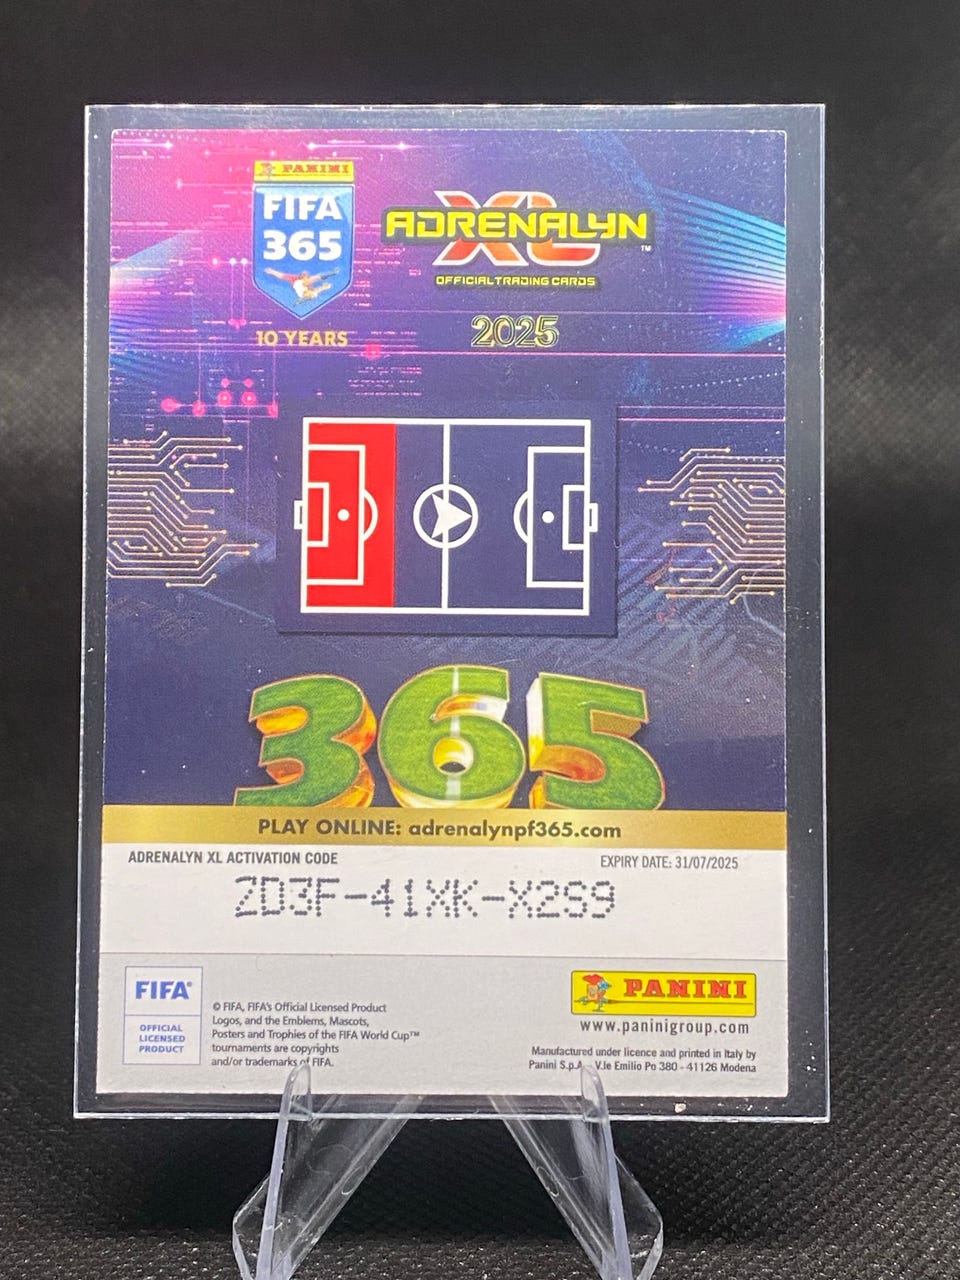 PANINI
FIFA
365
10 YEARS
ADRENALYN
XL
™
OFFICIAL TRADING CARDS
2025
365
PLAY ONLINE: adrenalynpf365.com
ADRENALYN XL ACTIVATION CODE
EXPIRY DATE: 31/07/2025
2D3F-41XK-X2S9
FIFA®
OFFICIAL
LICENSED
PRODUCT
© FIFA, FIFA's Official Licensed Product
Logos, and the Emblems, Mascots,
Posters and Trophies of the FIFA World Cup™
tournaments are copyrights
and/or trademarks of FIFA.
PANINI
www.paninigroup.com
Manufactured under licence and printed in Italy by
Panini S.p.A. - V.le Emilio Po 380 - 41126 Modena